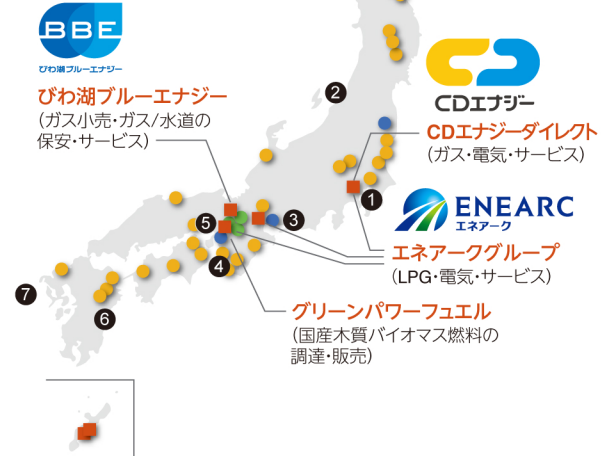 BBE
びわ湖ブルーエナジー
びわ湖ブルーエナジー
(ガス小売・ガス/水道の
保安・サービス)
2
CDエナジー
CDエナジーダイレクト
(ガス・電気・サービス)
1
ENEARC
エネアーク
5
3
エネアークグループ
(LPG・電気・サービス)
4
7
6
グリーンパワーフュエル
(国産木質バイオマス燃料の
調達・販売)